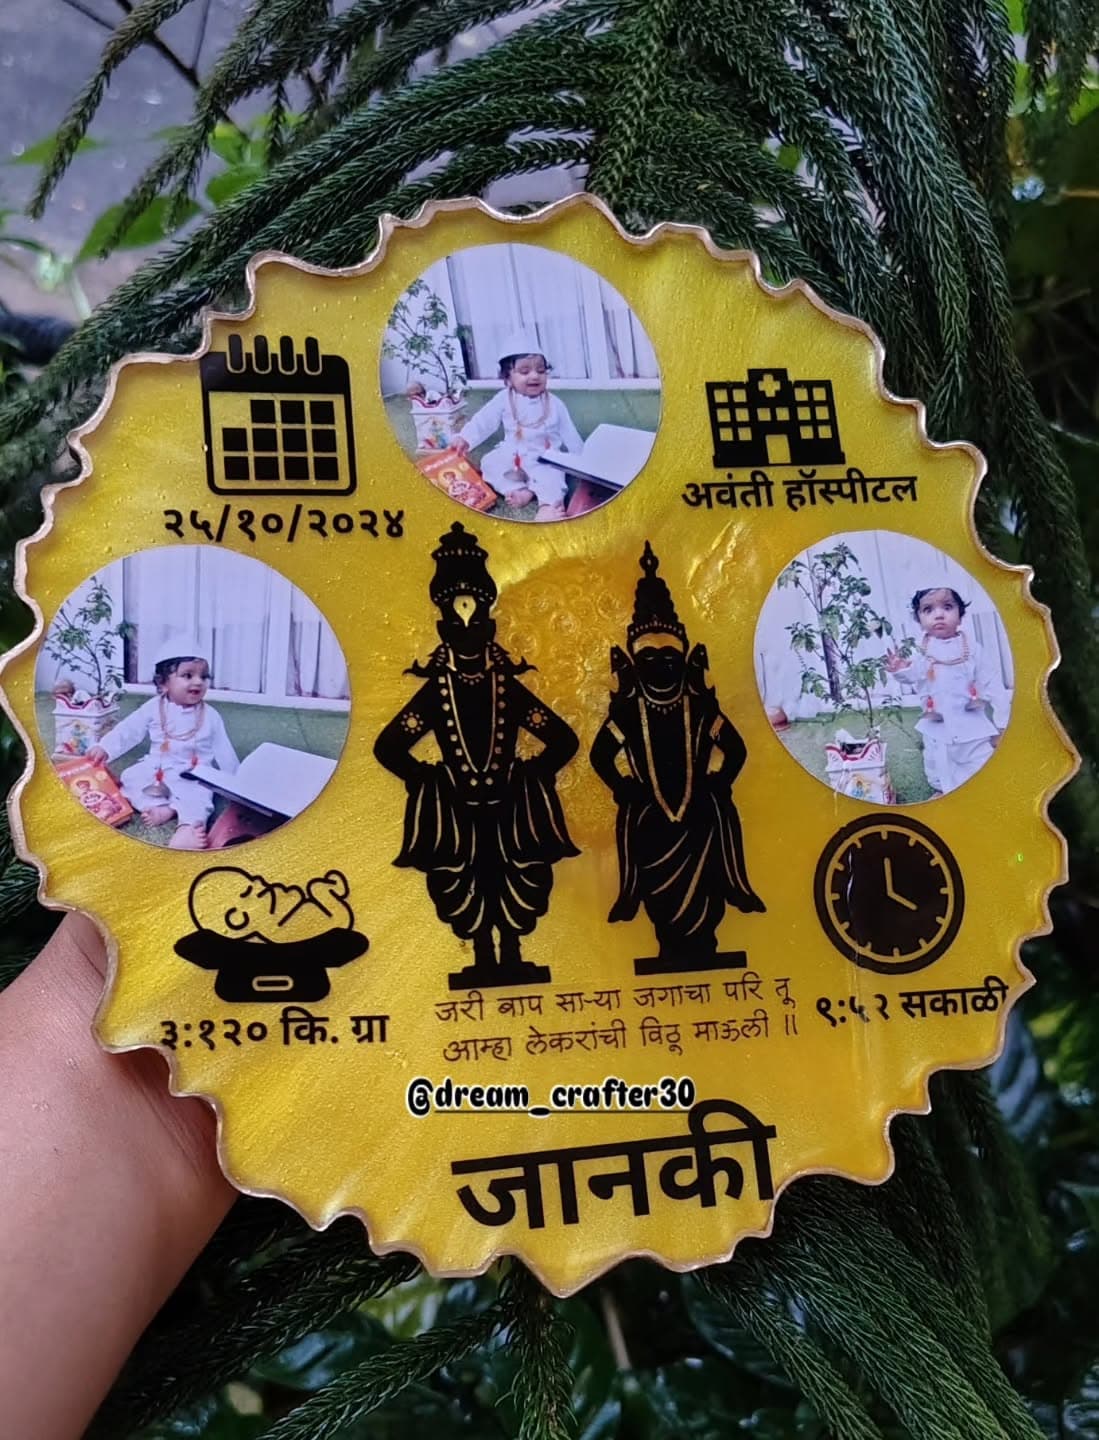 अवंती हॉस्पीटल
२५/१०/२०२४
३:१२० कि. ग्रा
९:५२ सकाळी
जरी बाप साऱ्या जगाचा परि तू
आम्हा लेकरांची विठू माऊली ॥
@dream_crafter30
जानकी